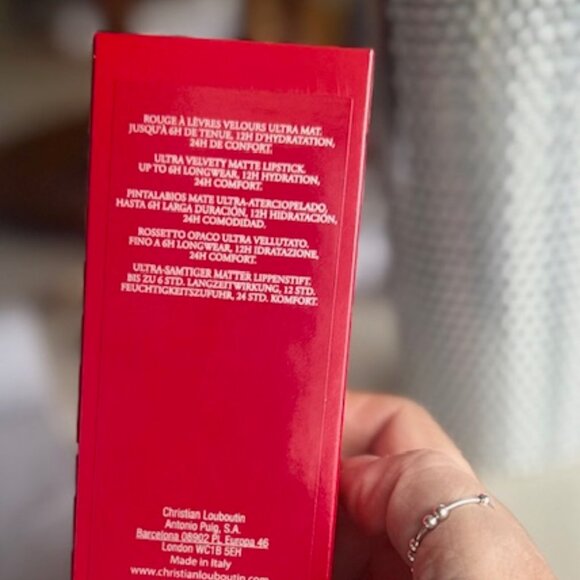 ROUGE À LÈVRES VELOURS ULTRA MAT.
JUSQU'À 6H DE TENUE, 12H D'HYDRATATION,
24H DE CONFORT.
ULTRA VELVETY MATTE LIPSTICK.
UP TO 6H LONGWEAR, 12H HYDRATION,
24H COMFORT.
PINTALABIOS MATE ULTRA-ATERCIOPELADO,
HASTA 6H LARGA DURACIÓN, 12H HIDRATACIÓN,
24H COMODIDAD.
ROSSETTO OPACO ULTRA VELLUTATO.
FINO A 6H LONGWEAR, 12H IDRATAZIONE,
24H COMFORT.
ULTRA-SAMTIGER MATTER LIPPENSTIFT.
BIS ZU 6 STD. LANGZEITWIRKUNG, 12 STD.
FEUCHTIGKEITSZUFUHR, 24 STD. KOMFORT.
Christian Louboutin
Antonio Puig, S.A.
Barcelona 08902 PL Europa 46
London WC1B 5EH
Made in Italy
www.christianlouboutin.com